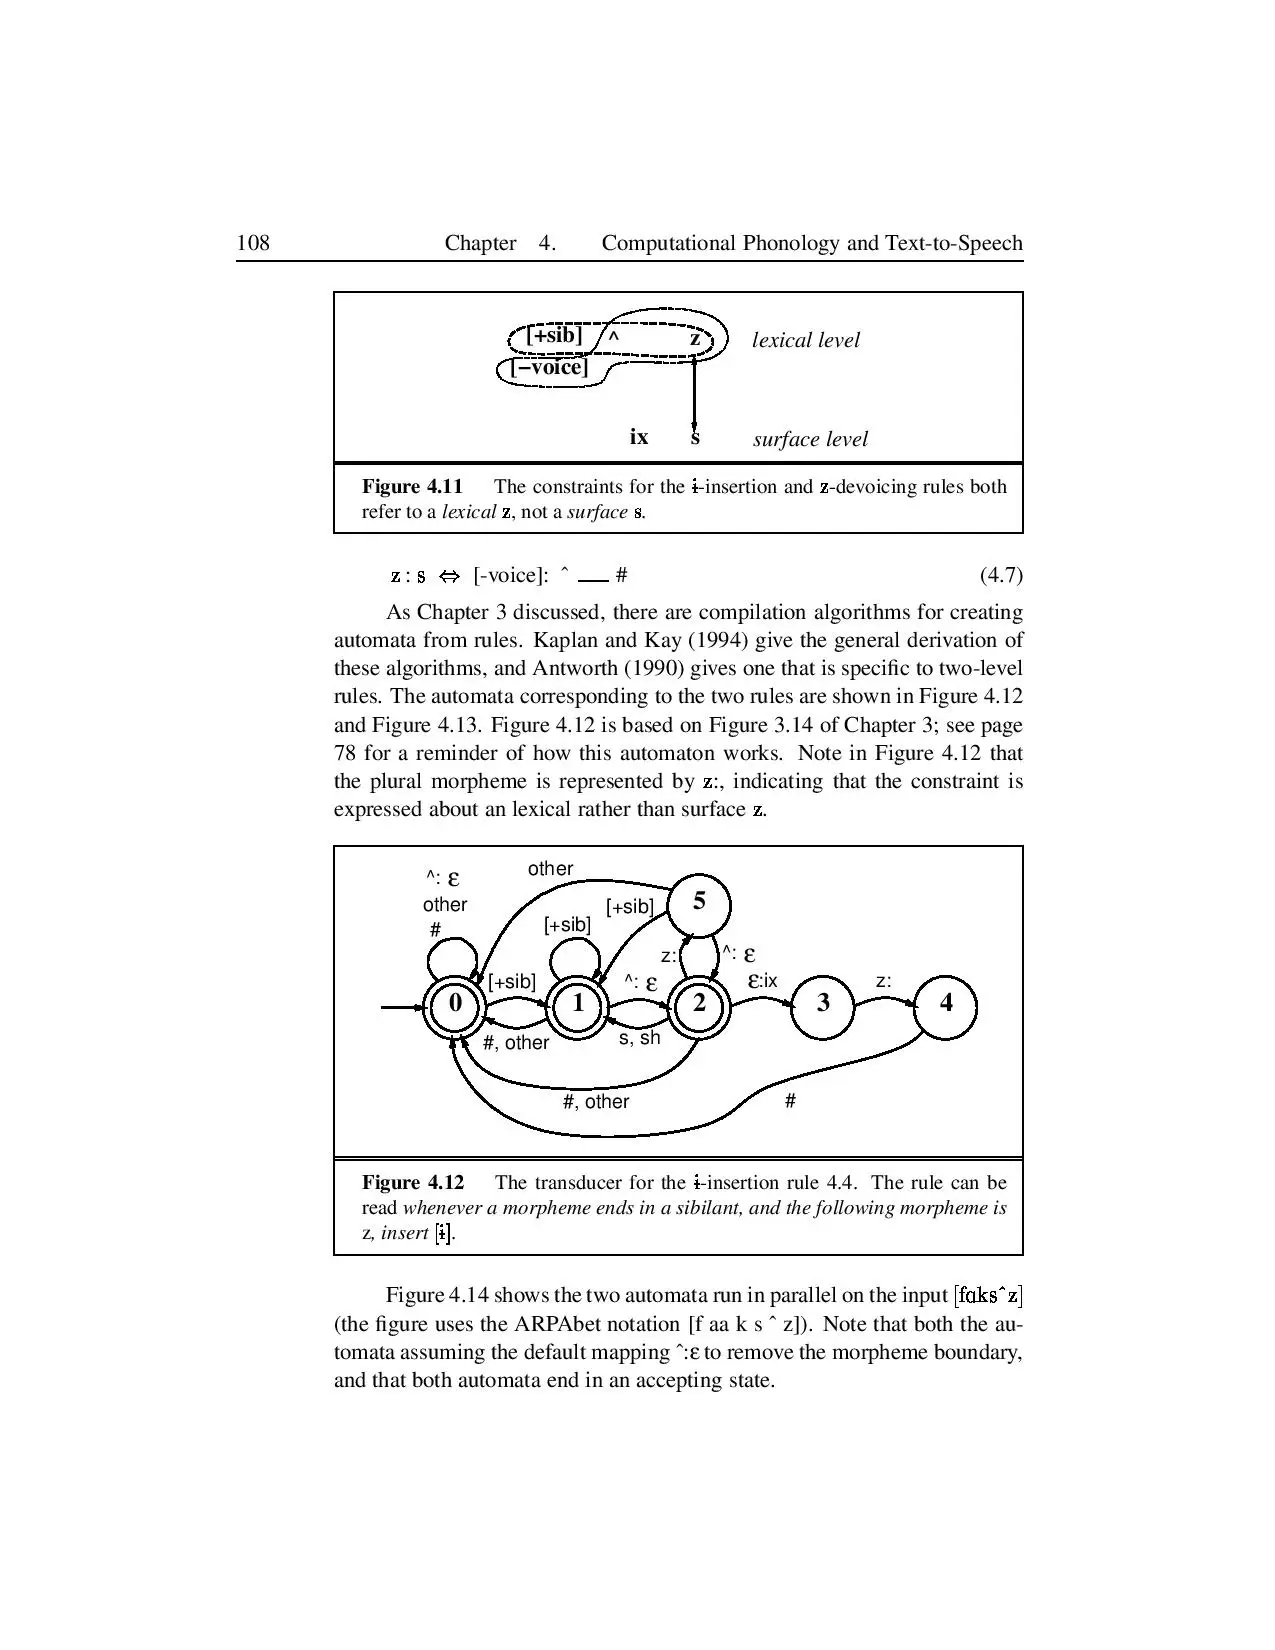 108 Chapter 4. Computational Phonology and Text-to-Speech
[+sib] ^ z lexical level
[−voice]
ix s surface level
Figure 4.11 The constraints for the ɨ-insertion and z-devoicing rules both
refer to a lexical z, not a surface s.
z : s ⇔ [-voice]: ˆ __ # (4.7)
As Chapter 3 discussed, there are compilation algorithms for creating
automata from rules. Kaplan and Kay (1994) give the general derivation of
these algorithms, and Antworth (1990) gives one that is specific to two-level
rules. The automata corresponding to the two rules are shown in Figure 4.12
and Figure 4.13. Figure 4.12 is based on Figure 3.14 of Chapter 3; see page
78 for a reminder of how this automaton works. Note in Figure 4.12 that
the plural morpheme is represented by z:, indicating that the constraint is
expressed about an lexical rather than surface z.
^: ε
other
#
other
[+sib]
[+sib]
5
z:
^: ε
[+sib]
^: ε
ε:ix
z:
0 1 2 3 4
#, other
s, sh
#, other
#
Figure 4.12 The transducer for the ɨ-insertion rule 4.4. The rule can be
read whenever a morpheme ends in a sibilant, and the following morpheme is
z, insert [ɨ].
Figure 4.14 shows the two automata run in parallel on the input [fɑksˆz]
(the figure uses the ARPAbet notation [f aa k s ˆ z]). Note that both the au-
tomata assuming the default mapping ˆ:ε to remove the morpheme boundary,
and that both automata end in an accepting state.